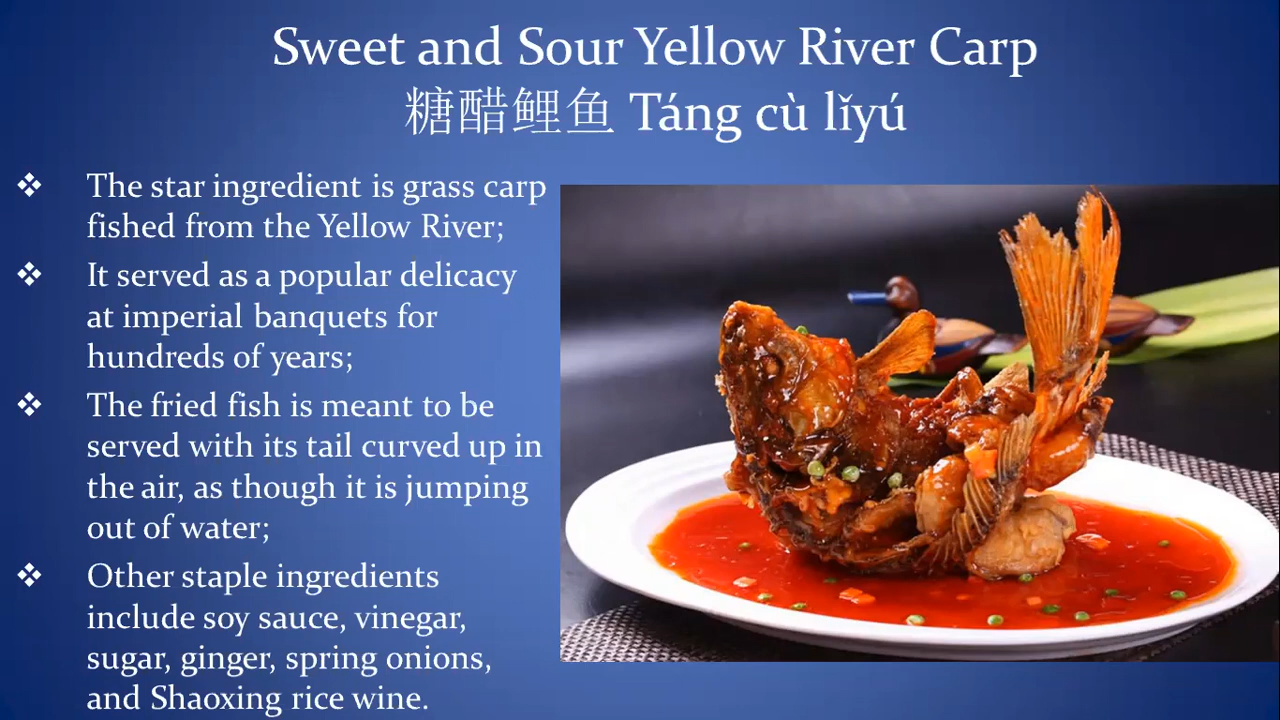 Sweet and Sour Yellow River Carp
糖醋鲤鱼 Táng cù lǐyú
❖ The star ingredient is grass carp
fished from the Yellow River;
❖ It served as a popular delicacy
at imperial banquets for
hundreds of years;
❖ The fried fish is meant to be
served with its tail curved up in
the air, as though it is jumping
out of water;
❖ Other staple ingredients
include soy sauce, vinegar,
sugar, ginger, spring onions,
and Shaoxing rice wine.